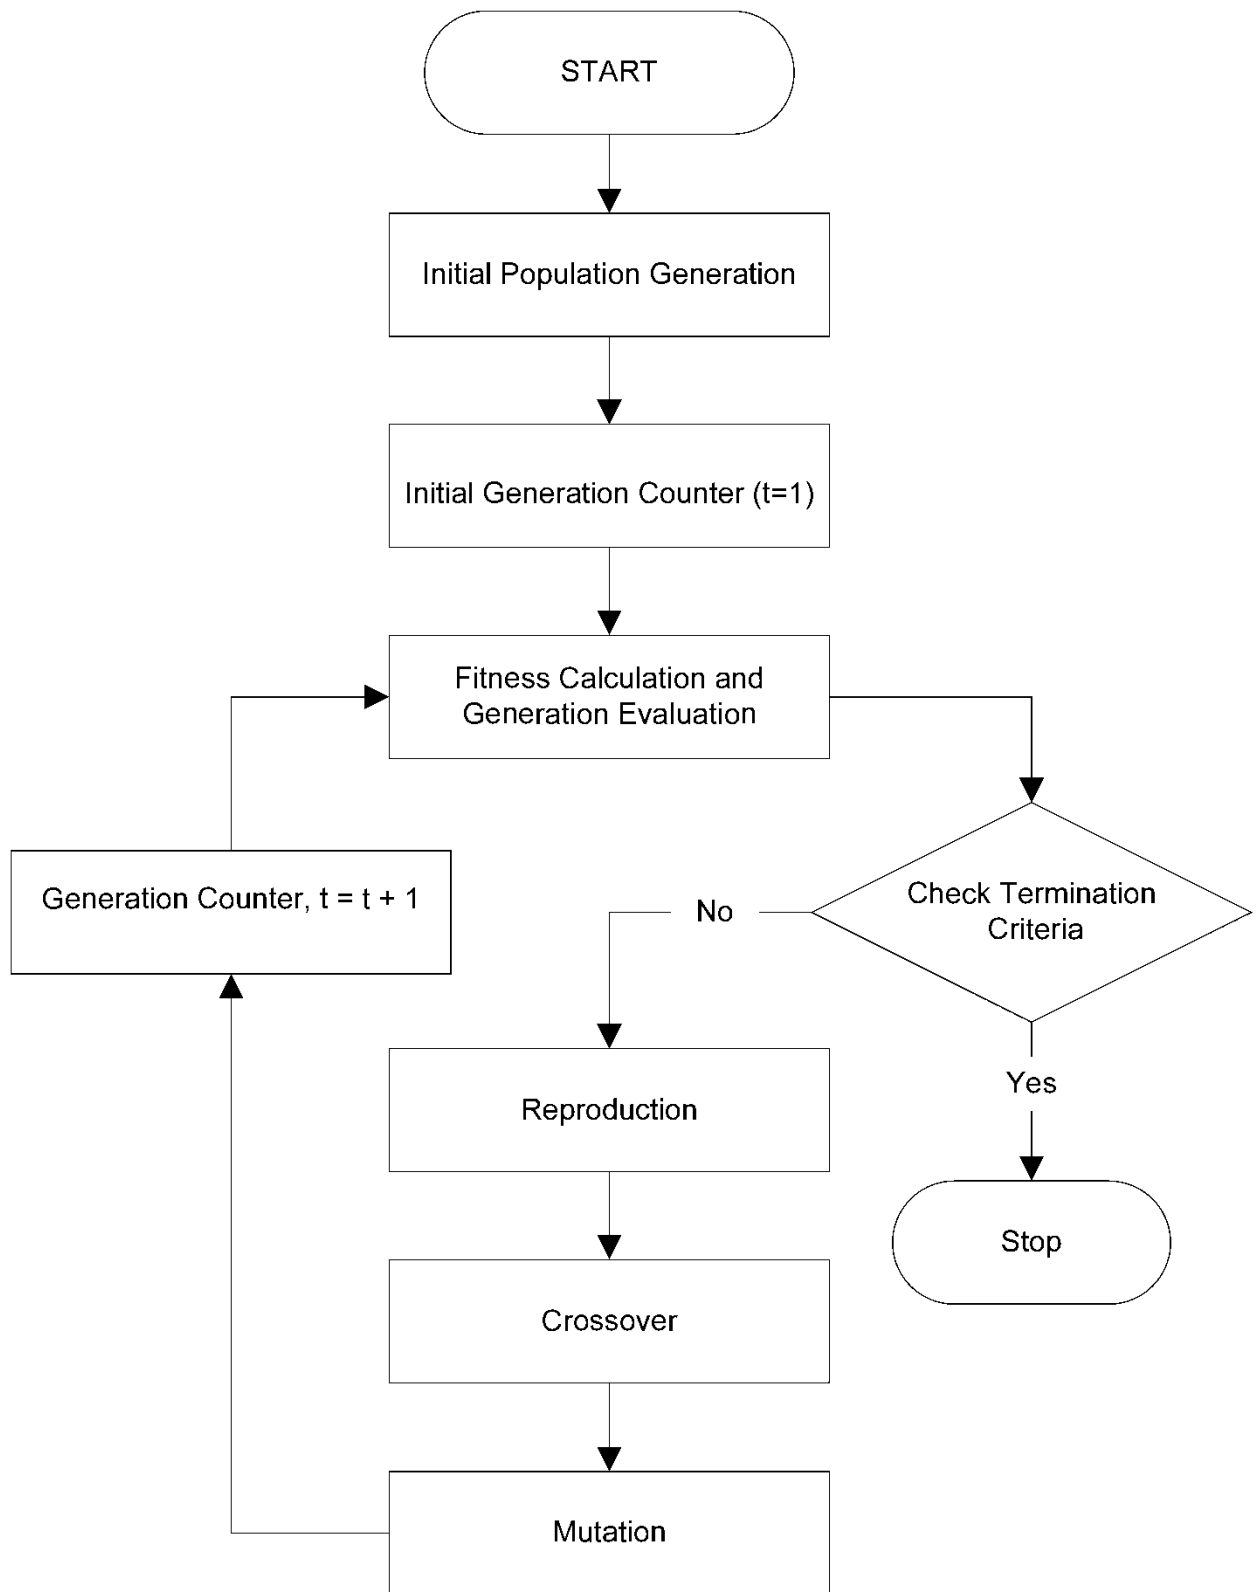 START
Initial Population Generation
Initial Generation Counter (t=1)
Fitness Calculation and
Generation Evaluation
Generation Counter, t = t + 1
No
Check Termination
Criteria
Yes
Reproduction
Stop
Crossover
Mutation